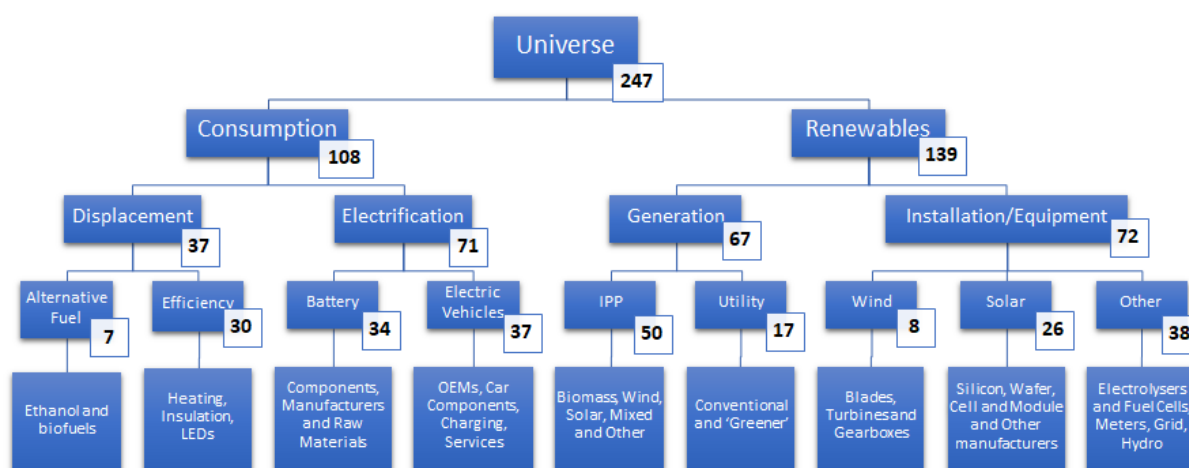 Universe
247
Consumption
108
Renewables
139
Displacement
37
Electrification
71
Generation
67
Installation/Equipment
72
Alternative
Fuel
7
Efficiency
30
Battery
34
Electric
Vehicles
37
IPP
50
Utility
17
Wind
8
Solar
26
Other
38
Ethanol and
biofuels
Heating,
Insulation,
LEDs
Components,
Manufacturers
and Raw
Materials
OEMs, Car
Components,
Charging,
Services
Biomass, Wind,
Solar, Mixed
and Other
Conventional
and ‘Greener’
Blades,
Turbines and
Gearboxes
Silicon, Wafer,
Cell and Module
and Other
manufacturers
Electrolysers
and Fuel Cells,
Meters, Grid,
Hydro